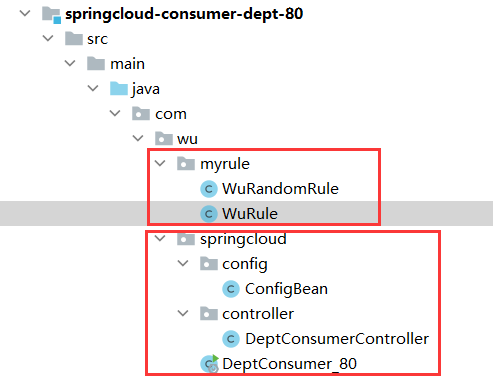 springcloud-consumer-dept-80
src
main
java
com
wu
myrule
WuRandomRule
WuRule
springcloud
config
ConfigBean
controller
DeptConsumerController
DeptConsumer_80